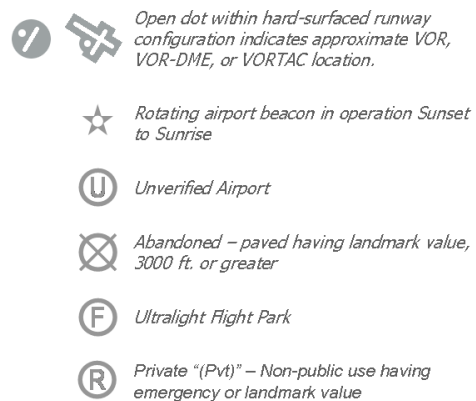 Open dot within hard-surfaced runway
configuration indicates approximate VOR,
VOR-DME, or VORTAC location.
Rotating airport beacon in operation Sunset
to Sunrise
U
Unverified Airport
Abandoned – paved having landmark value,
3000 ft. or greater
F
Ultralight Flight Park
R
Private “(Pvt)” – Non-public use having
emergency or landmark value